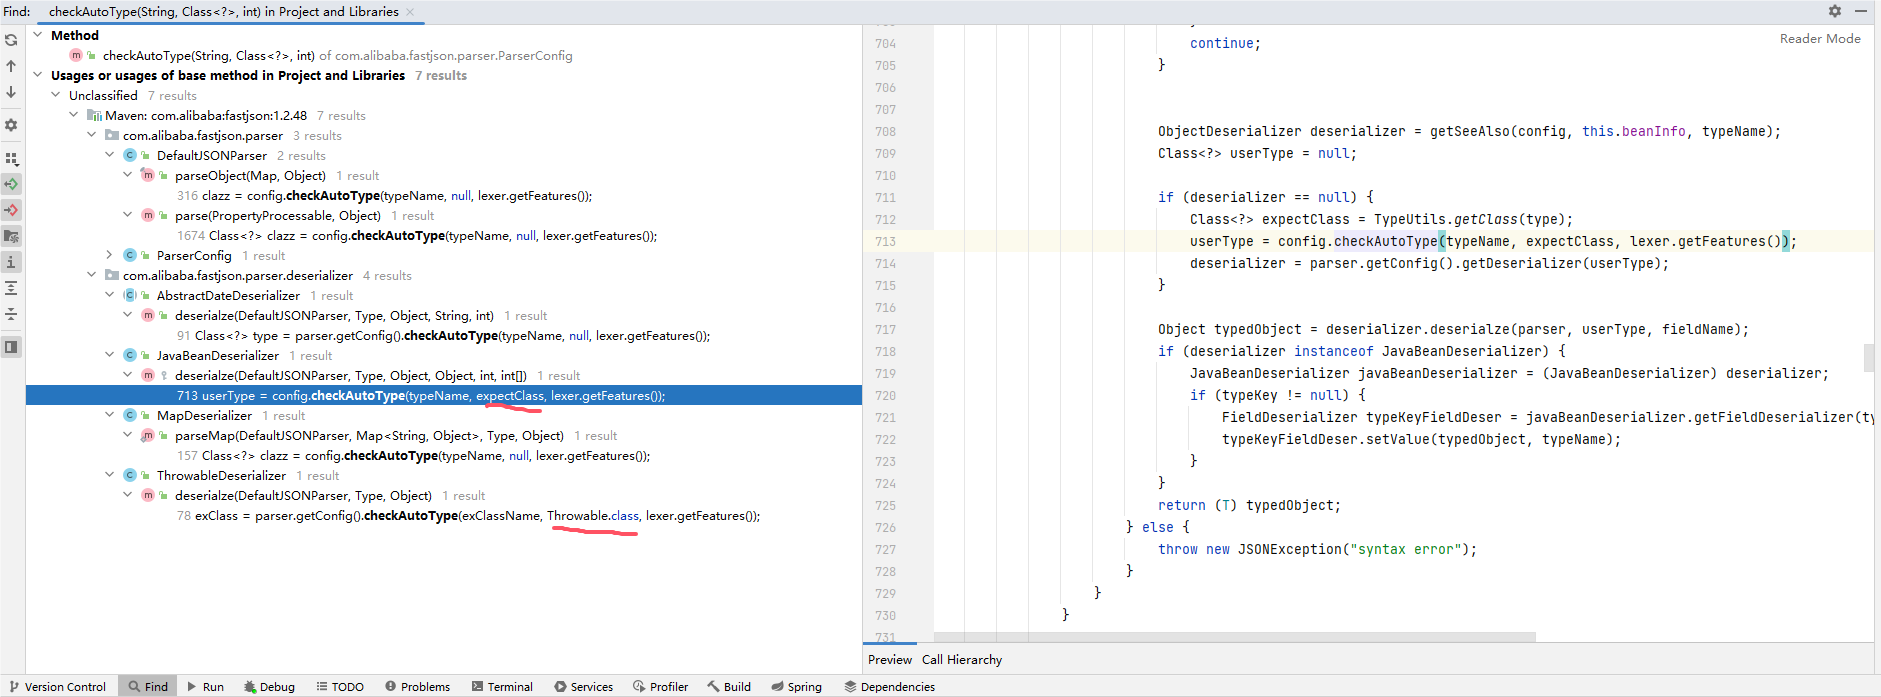 Find: checkAutoType(String, Class<?>, int) in Project and Libraries
Method
checkAutoType(String, Class<?>, int) of com.alibaba.fastjson.parser.ParserConfig
Usages or usages of base method in Project and Libraries 7 results
Unclassified 7 results
Maven: com.alibaba:fastjson:1.2.48 7 results
com.alibaba.fastjson.parser 3 results
DefaultJSONParser 2 results
parseObject(Map, Object) 1 result
316 clazz = config.checkAutoType(typeName, null, lexer.getFeatures());
parse(PropertyProcessable, Object) 1 result
1674 Class<?> clazz = config.checkAutoType(typeName, null, lexer.getFeatures());
ParserConfig 1 result
com.alibaba.fastjson.parser.deserializer 4 results
AbstractDateDeserializer 1 result
deserialze(DefaultJSONParser, Type, Object, String, int) 1 result
91 Class<?> type = parser.getConfig().checkAutoType(typeName, null, lexer.getFeatures());
JavaBeanDeserializer 1 result
deserialze(DefaultJSONParser, Type, Object, Object, int, int[]) 1 result
713 userType = config.checkAutoType(typeName, expectClass, lexer.getFeatures());
MapDeserializer 1 result
parseMap(DefaultJSONParser, Map<String, Object>, Type, Object) 1 result
157 Class<?> clazz = config.checkAutoType(typeName, null, lexer.getFeatures());
ThrowableDeserializer 1 result
deserialze(DefaultJSONParser, Type, Object) 1 result
78 exClass = parser.getConfig().checkAutoType(exClassName, Throwable.class, lexer.getFeatures());
Reader Mode
704 continue;
705 }
706
707
708 ObjectDeserializer deserializer = getSeeAlso(config, this.beanInfo, typeName);
709 Class<?> userType = null;
710
711 if (deserializer == null) {
712 Class<?> expectClass = TypeUtils.getClass(type);
713 userType = config.checkAutoType(typeName, expectClass, lexer.getFeatures());
714 deserializer = parser.getConfig().getDeserializer(userType);
715 }
716
717 Object typedObject = deserializer.deserialze(parser, userType, fieldName);
718 if (deserializer instanceof JavaBeanDeserializer) {
719 JavaBeanDeserializer javaBeanDeserializer = (JavaBeanDeserializer) deserializer;
720 if (typeKey != null) {
721 FieldDeserializer typeKeyFieldDeser = javaBeanDeserializer.getFieldDeserializer(ty
722 typeKeyFieldDeser.setValue(typedObject, typeName);
723 }
724 }
725 return (T) typedObject;
726 } else {
727 throw new JSONException("syntax error");
728 }
729 }
730 }
731
Preview Call Hierarchy
Version Control Find Run Debug TODO Problems Terminal Services Profiler Build Spring Dependencies